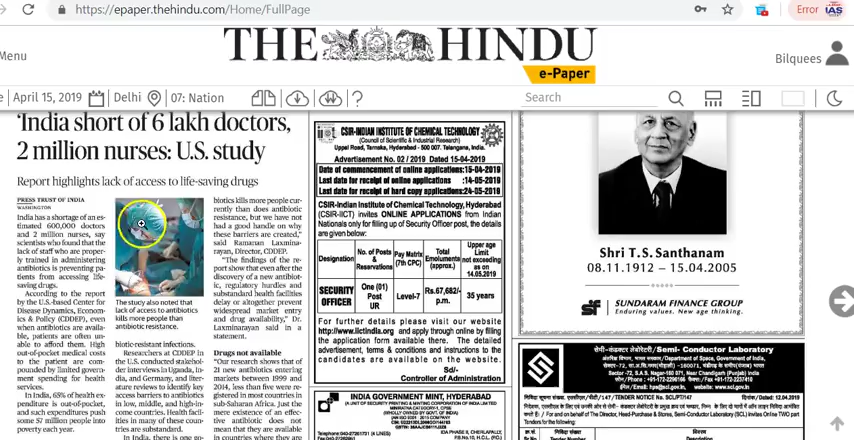 https://epaper.thehindu.com/Home/FullPage
Error
IAS
Menu
THE HINDU
e-Paper
Bilquees
April 15, 2019
Delhi
07: Nation
Search
'India short of 6 lakh doctors,
2 million nurses: U.S. study
Report highlights lack of access to life-saving drugs
PRESS TRUST OF INDIA
WASHINGTON
India has a shortage of an es-
timated 600,000 doctors
and 2 million nurses, say
scientists who found that the
lack of staff who are proper-
ly trained in administering
antibiotics is preventing pa-
tients from accessing life-
saving drugs.
According to the report
by the U.S.-based Center for
Disease Dynamics, Econom-
ics & Policy (CDDEP), even
when antibiotics are availa-
ble, patients are often un-
able to afford them. High
out-of-pocket medical costs
to the patient are com-
pounded by limited govern-
ment spending for health
services.
In India, 65% of health ex-
penditure is out-of-pocket,
and such expenditures push
some 57 million people into
poverty each year.
The study also noted that
lack of access to antibiotics
kills more people than
antibiotic resistance.
biotic-resistant infections.
Researchers at CDDEP in
the U.S. conducted stakehol-
der interviews in Uganda, In-
dia, and Germany, and liter-
ature reviews to identify key
access barriers to antibiotics
in low, middle, and high-in-
come countries. Health facil-
ities in many of these coun-
tries are substandard.
In India, there is one go-
biotics kills more people cur-
rently than does antibiotic
resistance, but we have not
had a good handle on why
these barriers are created,"
said Ramanan Laxmina-
rayan, Director, CDDEP.
"The findings of the re-
port show that even after the
discovery of a new antibiot-
ic, regulatory hurdles and
substandard health facilities
delay or altogether prevent
widespread market entry
and drug availability," Dr.
Laxminarayan said in a
statement.
Drugs not available
"Our research shows that of
21 new antibiotics entering
markets between 1999 and
2014, less than five were re-
gistered in most countries in
sub-Saharan Africa. Just the
mere existence of an effec-
tive antibiotic does not
mean that they are available
in countries where they are
CSIR-INDIAN INSTITUTE OF CHEMICAL TECHNOLOGY
(Council of Scientific & Industrial Research)
Uppal Road, Tarnaka, Hyderabad - 500 007. Telangana, India.
Advertisement No. 02 / 2019 Dated 15-04-2019
Date of commencement of online applications:15-04-2019
Last date for receipt of online applications :14-05-2019
Last date for receipt of hard copy applications:24-05-2019
CSIR-Indian Institute of Chemical Technology, Hyderabad
(CSIR-IICT) invites ONLINE APPLICATIONS from Indian
Nationals only for filling up of Security Officer post, the details
are given below:
Designation
No. of Posts & Reservations
Pay Matrix (7th CPC)
Total Emoluments (approx.)
Upper age Limit not exceeding as on 14.05.2019
SECURITY OFFICER
One (01) Post UR
Level-7
Rs.67,682/- p.m.
35 years
For further details please visit our website
http://www.iictindia.org and apply through online by filling
the application form available there. The detailed
advertisement, terms & conditions and instructions to the
candidates are available on the website.
Sd/-
Controller of Administration
INDIA GOVERNMENT MINT, HYDERABAD
Shri T.S. Santhanam
08.11.1912 – 15.04.2005
sf
SUNDARAM FINANCE GROUP
Enduring values. New age thinking.
सेमी-कंडक्टर लेबोरेटरी/Semi- Conductor Laboratory
भारत सरकार, अंतरिक्ष विभाग/Department of Space, Government of India,